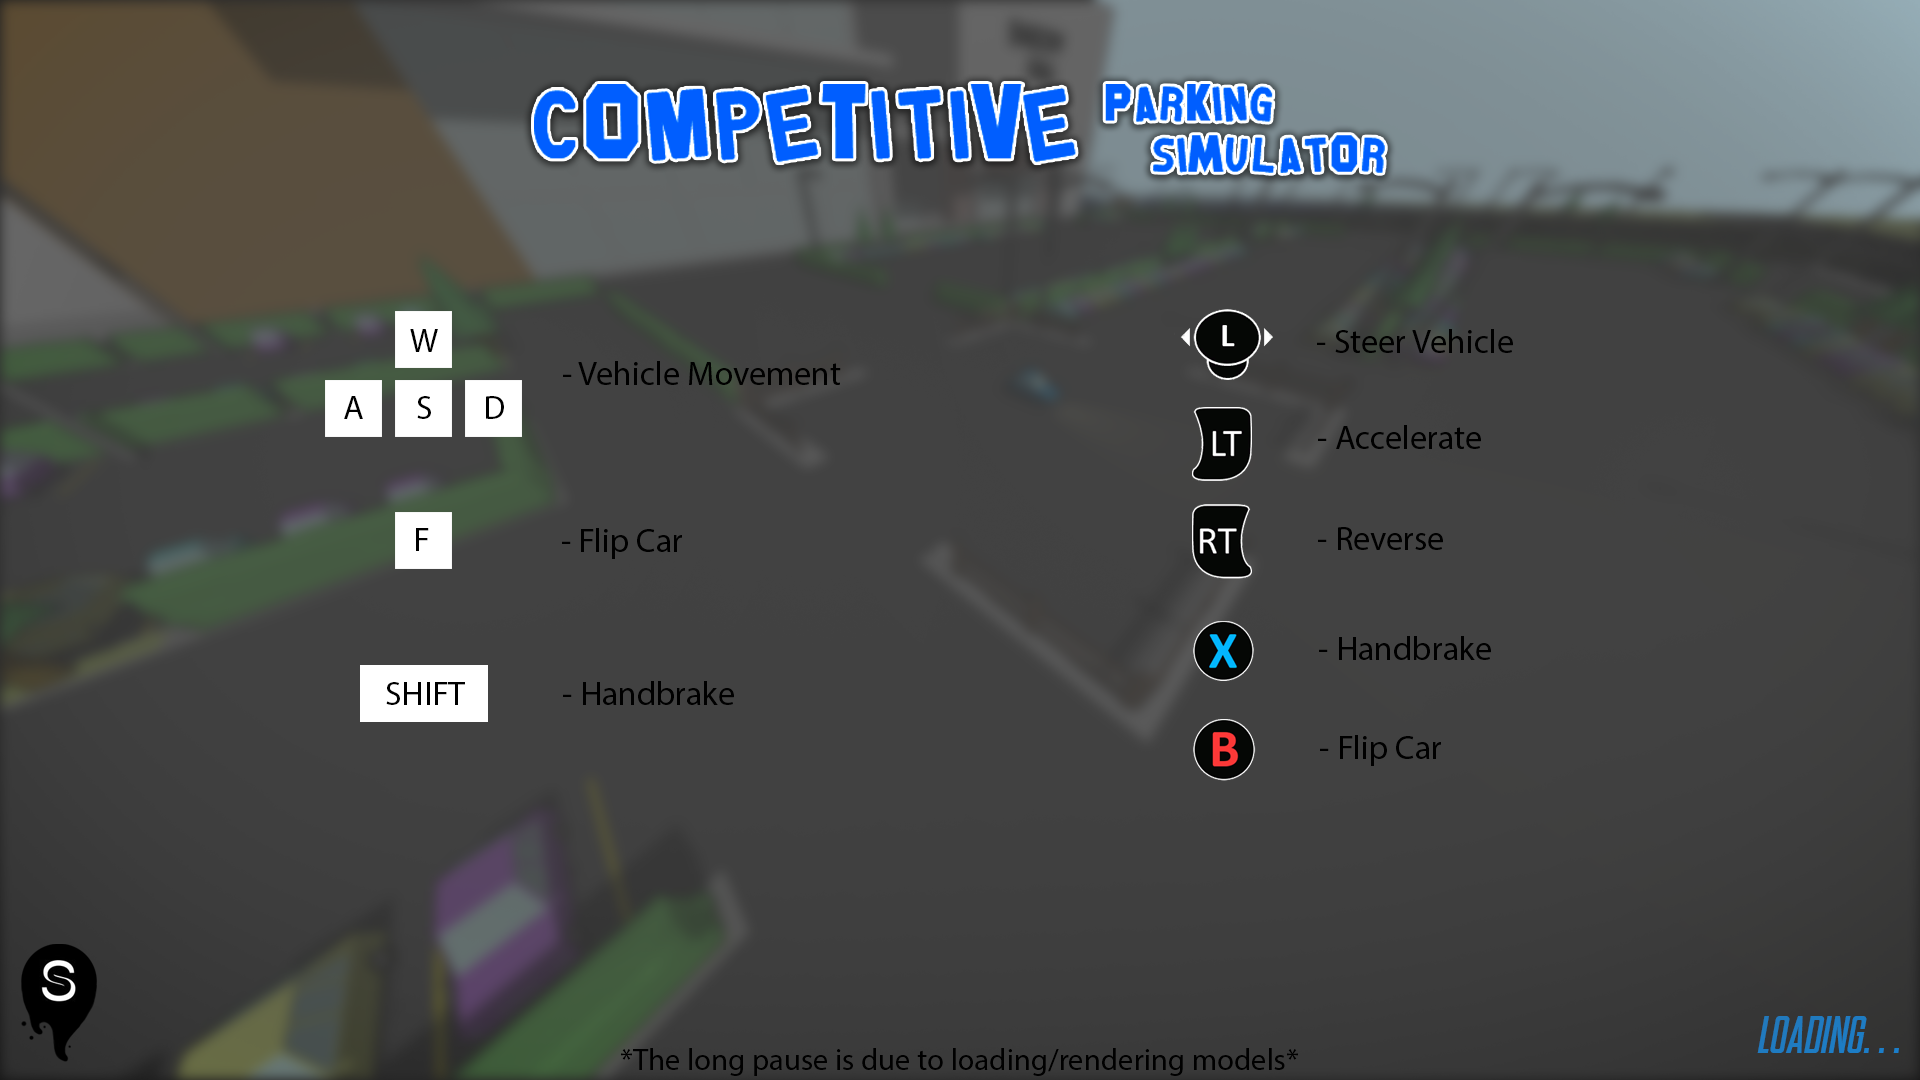 COMPETITIVE PARKING
SIMULATOR
W
A S D
- Vehicle Movement
F
- Flip Car
SHIFT
- Handbrake
L
- Steer Vehicle
LT
- Accelerate
RT
- Reverse
X
- Handbrake
B
- Flip Car
S
*The long pause is due to loading/rendering models*
LOADING...